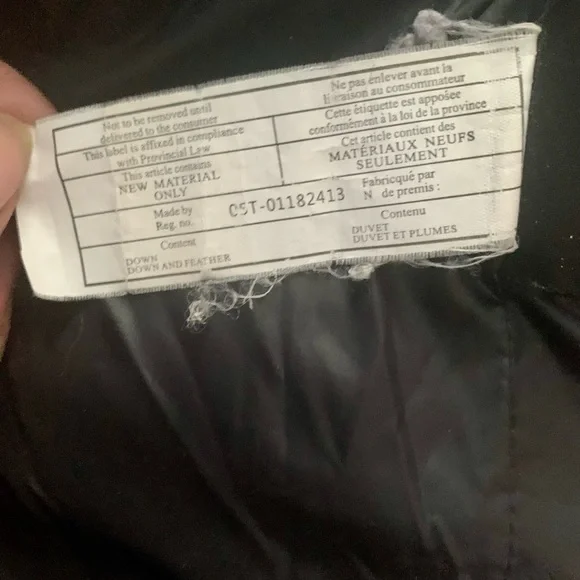 Not to be removed until
delivered to the consumer
Ne pas enlever avant la
livraison au consommateur
This label is affixed in compliance
with Provincial Law
Cette étiquette est apposée
conformément à la loi de la province
This article contains
NEW MATERIAL
ONLY
Cet article contient des
MATÉRIAUX NEUFS
SEULEMENT
Made by
Reg. no.
05T-01182413
Fabricqué par
N de premis :
Content
DOWN
DOWN AND FEATHER
Contenu
DUVET
DUVET ET PLUMES